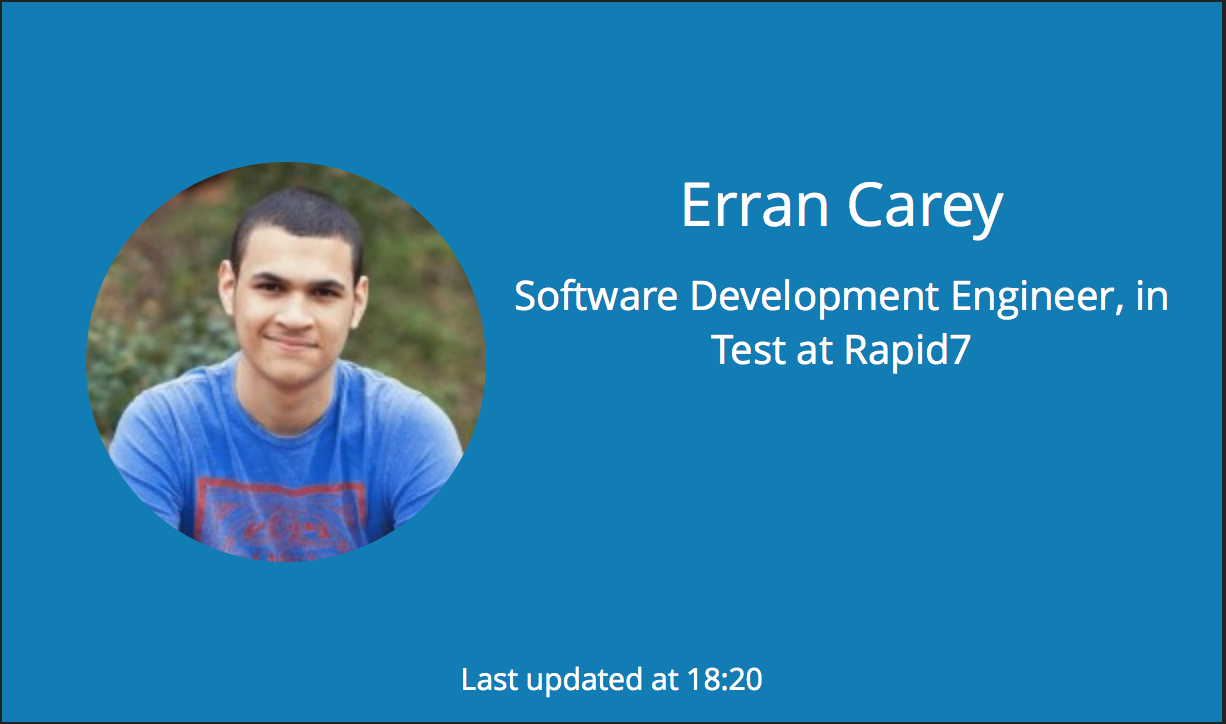 Erran Carey
Software Development Engineer, in
Test at Rapid7
Last updated at 18:20